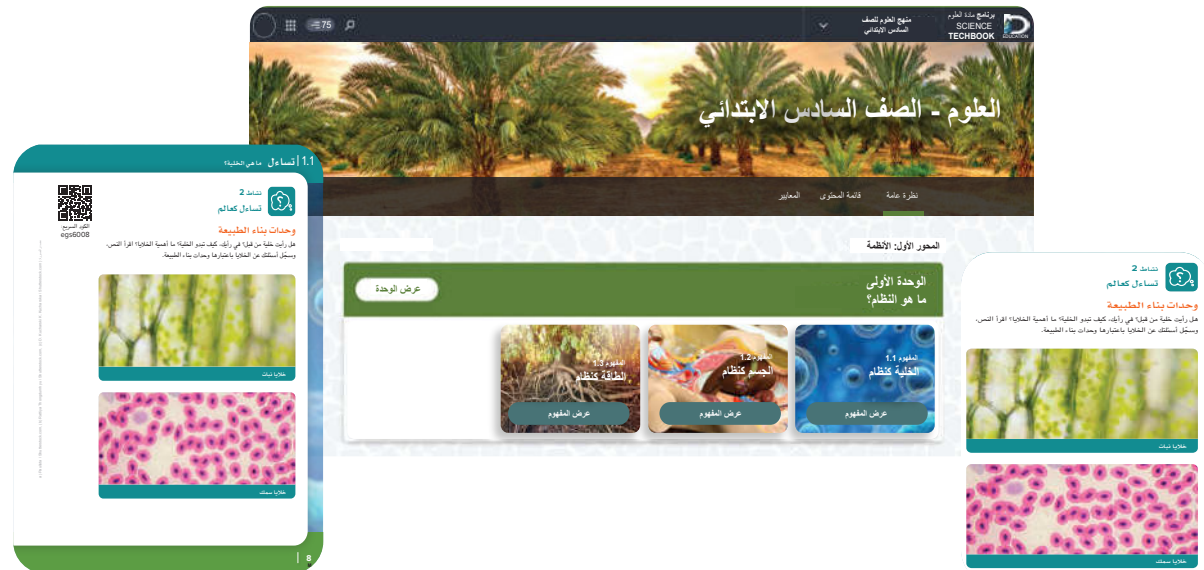 برنامج مادة العلوم
SCIENCE
TECHBOOK
EDUCATION
منهج العلوم للصف
السادس الابتدائي
75
العلوم - الصف السادس الابتدائي
نظرة عامة
قائمة المحتوى
المعايير
المحور الأول: الأنظمة
الوحدة الأولى
ما هو النظام؟
عرض الوحدة
المفهوم 1.1
الخلية كنظام
عرض المفهوم
المفهوم 1.2
الجسم كنظام
عرض المفهوم
المفهوم 1.3
الطاقة كنظام
عرض المفهوم
1.1 | تساءل ما هي الخلية؟
نشاط 2
تساءل كعالم
الكود السريع:
egs6008
وحدات بناء الطبيعة
هل رأيت خلية من قبل؟ في رأيك، كيف تبدو الخلية؟ ما أهمية الخلايا؟ اقرأ النص،
وسجّل أسئلتك عن الخلايا باعتبارها وحدات بناء الطبيعة.
خلايا نبات
خلايا سمك
8
نشاط 2
تساءل كعالم
وحدات بناء الطبيعة
هل رأيت خلية من قبل؟ في رأيك، كيف تبدو الخلية؟ ما أهمية الخلايا؟ اقرأ النص،
وسجّل أسئلتك عن الخلايا باعتبارها وحدات بناء الطبيعة.
خلايا نبات
خلايا سمك